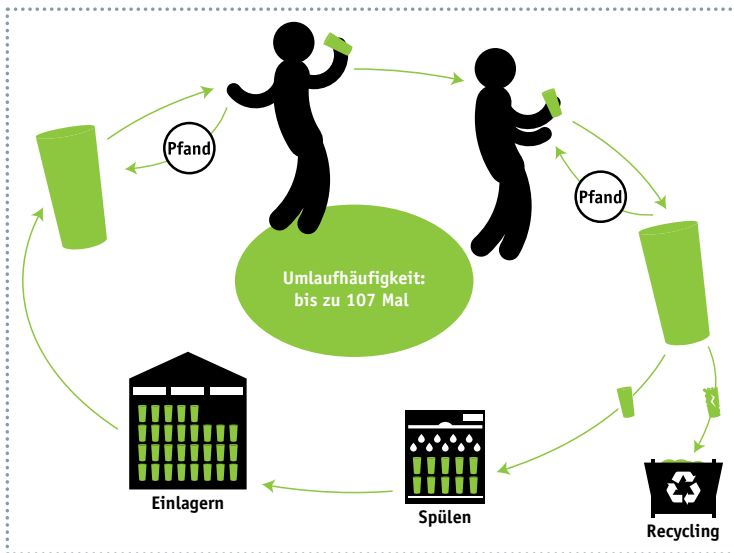 Pfand
Pfand
Umlaufhäufigkeit:
bis zu 107 Mal
Einlagern
Spülen
Recycling